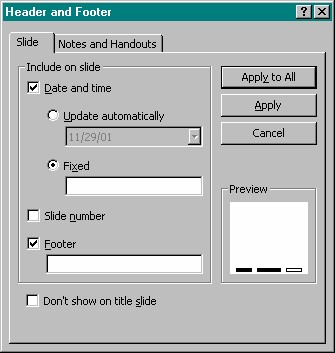 Header and Footer
Slide
Notes and Handouts
Include on slide
Date and time
Update automatically
11/29/01
Fixed
Slide number
Footer
Don't show on title slide
Apply to All
Apply
Cancel
Preview